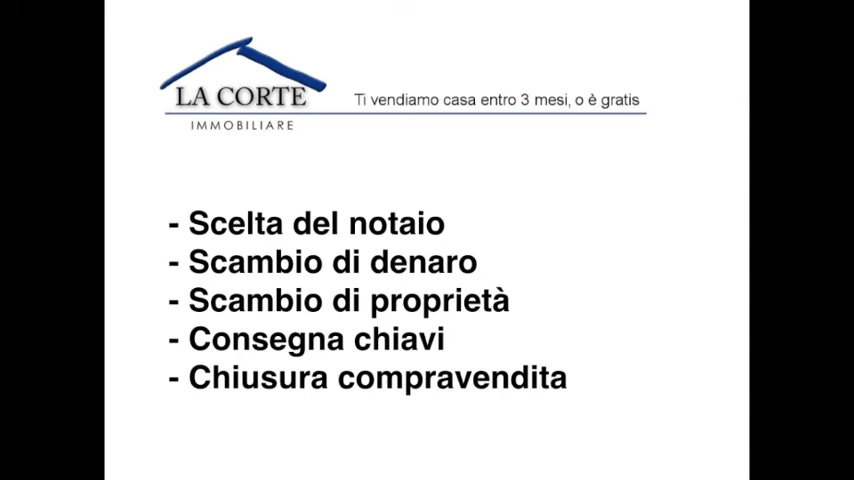 LA CORTE
IMMOBILIARE
Ti vendiamo casa entro 3 mesi, o è gratis
- Scelta del notaio
- Scambio di denaro
- Scambio di proprietà
- Consegna chiavi
- Chiusura compravendita